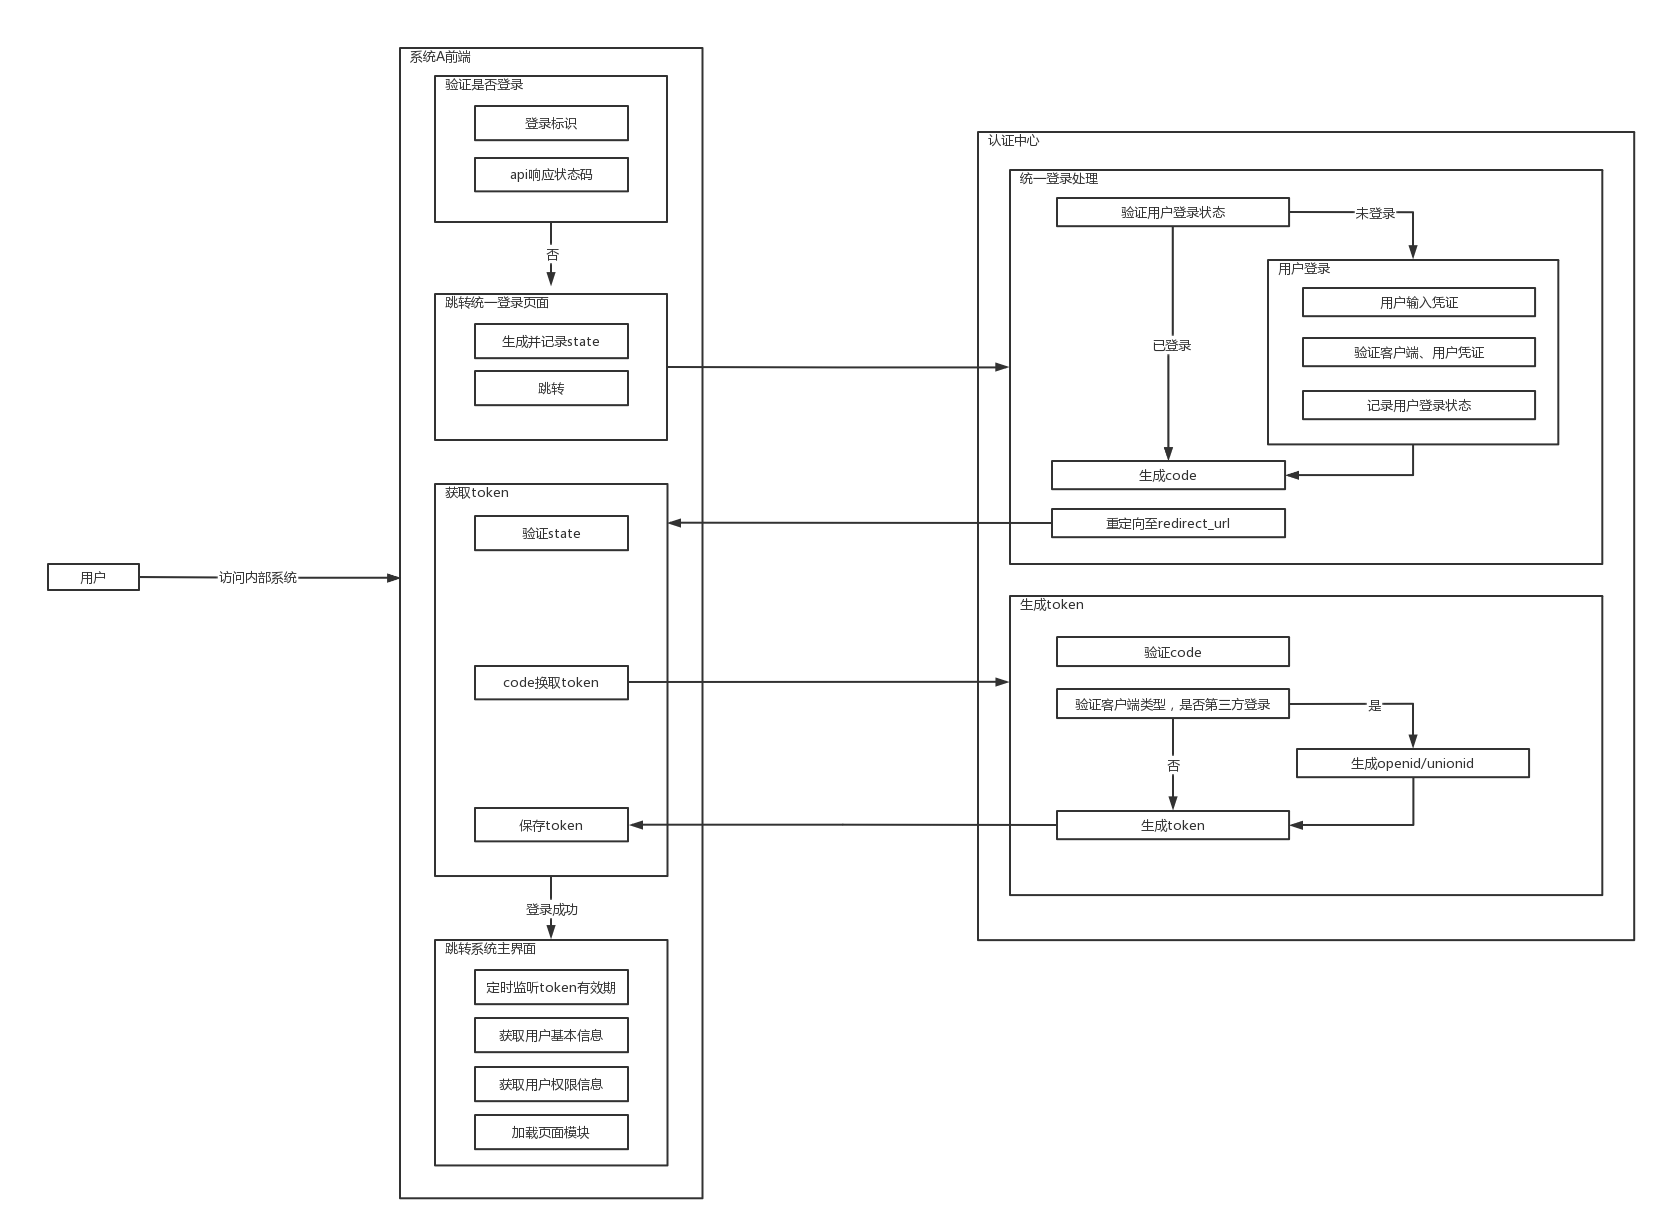 系统A前端
验证是否登录
登录标识
api响应状态码
否
跳转统一登录页面
生成并记录state
跳转
获取token
验证state
用户
访问内部系统
code换取token
保存token
登录成功
跳转系统主界面
定时监听token有效期
获取用户基本信息
获取用户权限信息
加载页面模块
认证中心
统一登录处理
验证用户登录状态
未登录
用户登录
用户输入凭证
已登录
验证客户端、用户凭证
记录用户登录状态
生成code
重定向至redirect_url
生成token
验证code
验证客户端类型，是否第三方登录
是
否
生成openid/unionid
生成token